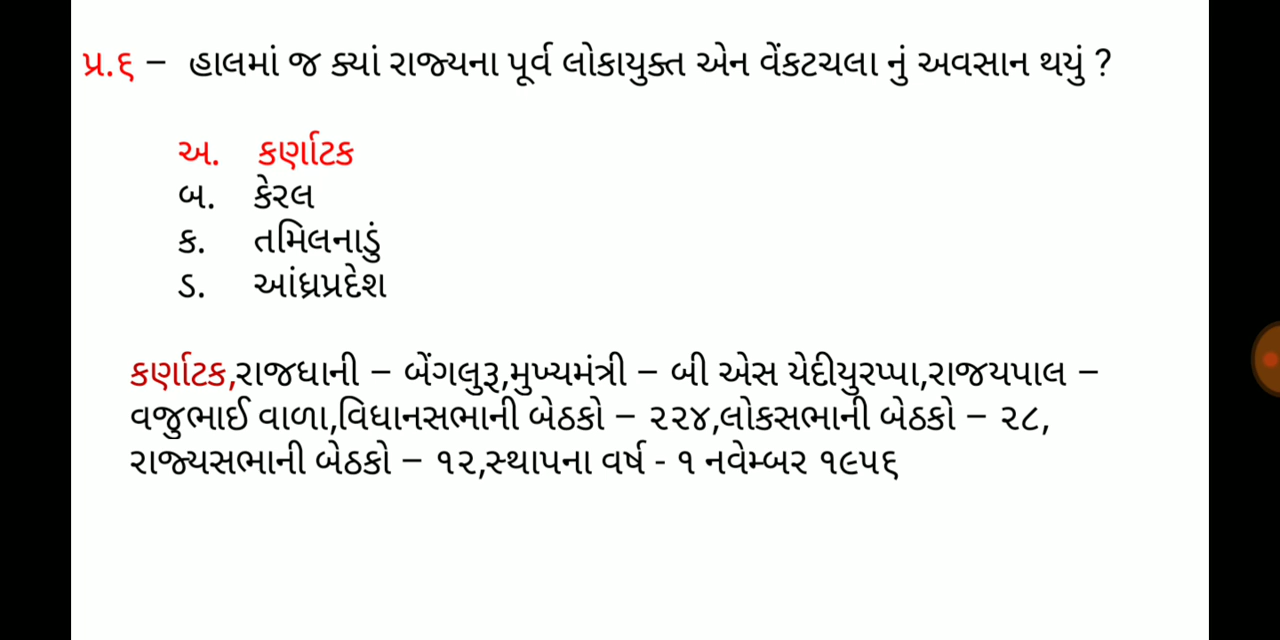 પ્ર.૬ – હાલમાં જ ક્યાં રાજ્યના પૂર્વ લોકાયુક્ત એન વેંકટચલા નું અવસાન થયું ?
અ. કર્ણાટક
બ. કેરલ
ક. તમિલનાડું
ડ. આંધ્રપ્રદેશ
કર્ણાટક,રાજધાની – બેંગલુરૂ,મુખ્યમંત્રી – બી એસ યેદીયુરપ્પા,રાજયપાલ –
વજુભાઈ વાળા,વિધાનસભાની બેઠકો – ૨૨૪,લોકસભાની બેઠકો – ૨૮,
રાજ્યસભાની બેઠકો – ૧૨,સ્થાપના વર્ષ - ૧ નવેમ્બર ૧૯૫૬